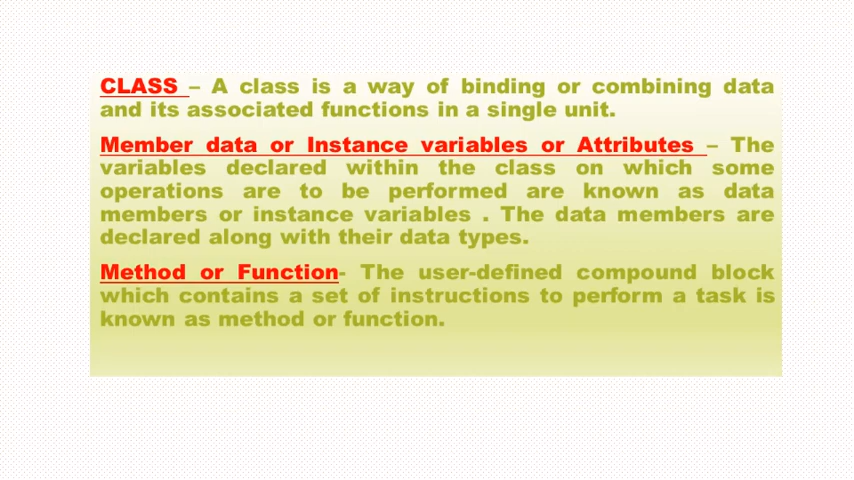 CLASS – A class is a way of binding or combining data
and its associated functions in a single unit.
Member data or Instance variables or Attributes – The
variables declared within the class on which some
operations are to be performed are known as data
members or instance variables . The data members are
declared along with their data types.
Method or Function- The user-defined compound block
which contains a set of instructions to perform a task is
known as method or function.